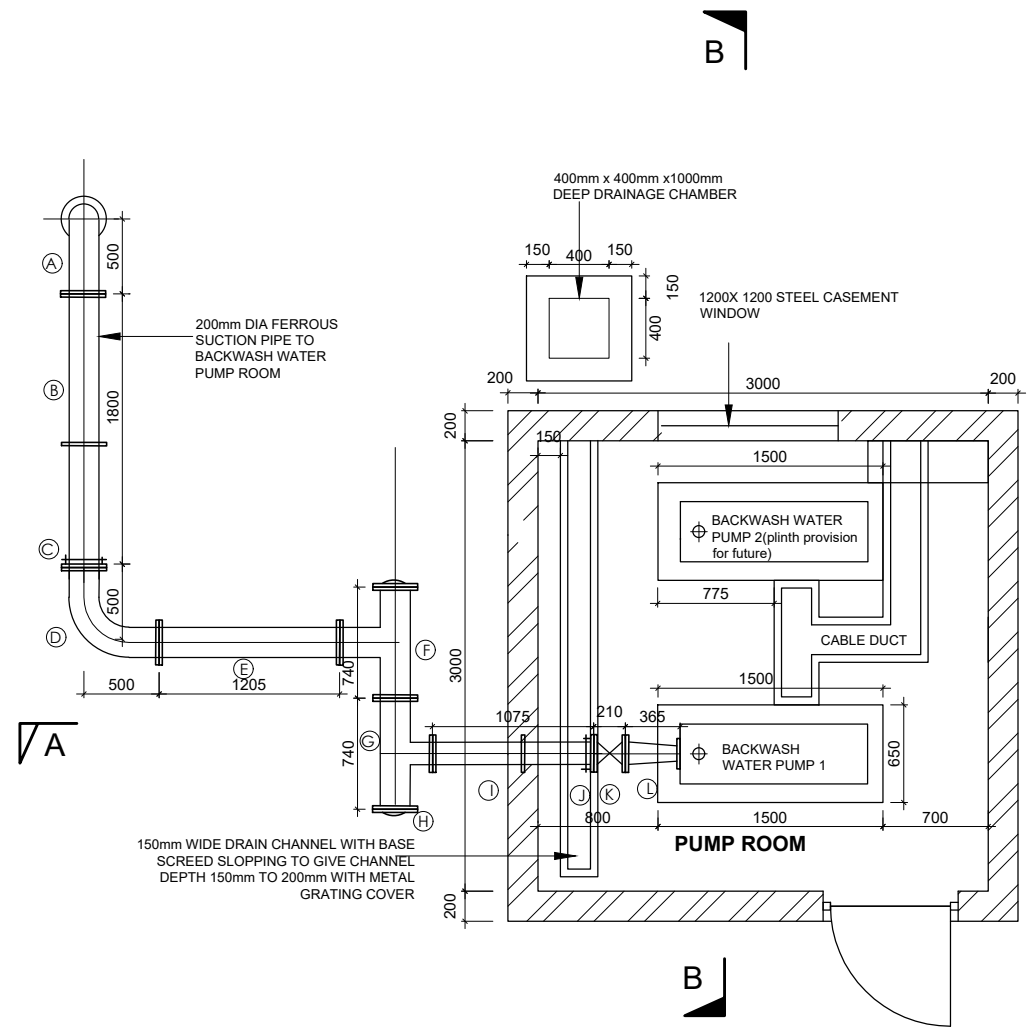 B
400mm x 400mm x1000mm
DEEP DRAINAGE CHAMBER
150
400
150
150
400
1200X 1200 STEEL CASEMENT
WINDOW
A
500
200mm DIA FERROUS
SUCTION PIPE TO
BACKWASH WATER
PUMP ROOM
B
1800
C
500
D
E
500
1205
F
740
G
740
H
200
3000
200
200
150
3000
200
1500
BACKWASH WATER
PUMP 2(plinth provision
for future)
775
CABLE DUCT
1500
1075
210
365
I
J
K
L
BACKWASH
WATER PUMP 1
650
800
1500
700
PUMP ROOM
A
150mm WIDE DRAIN CHANNEL WITH BASE
SCREED SLOPPING TO GIVE CHANNEL
DEPTH 150mm TO 200mm WITH METAL
GRATING COVER
B